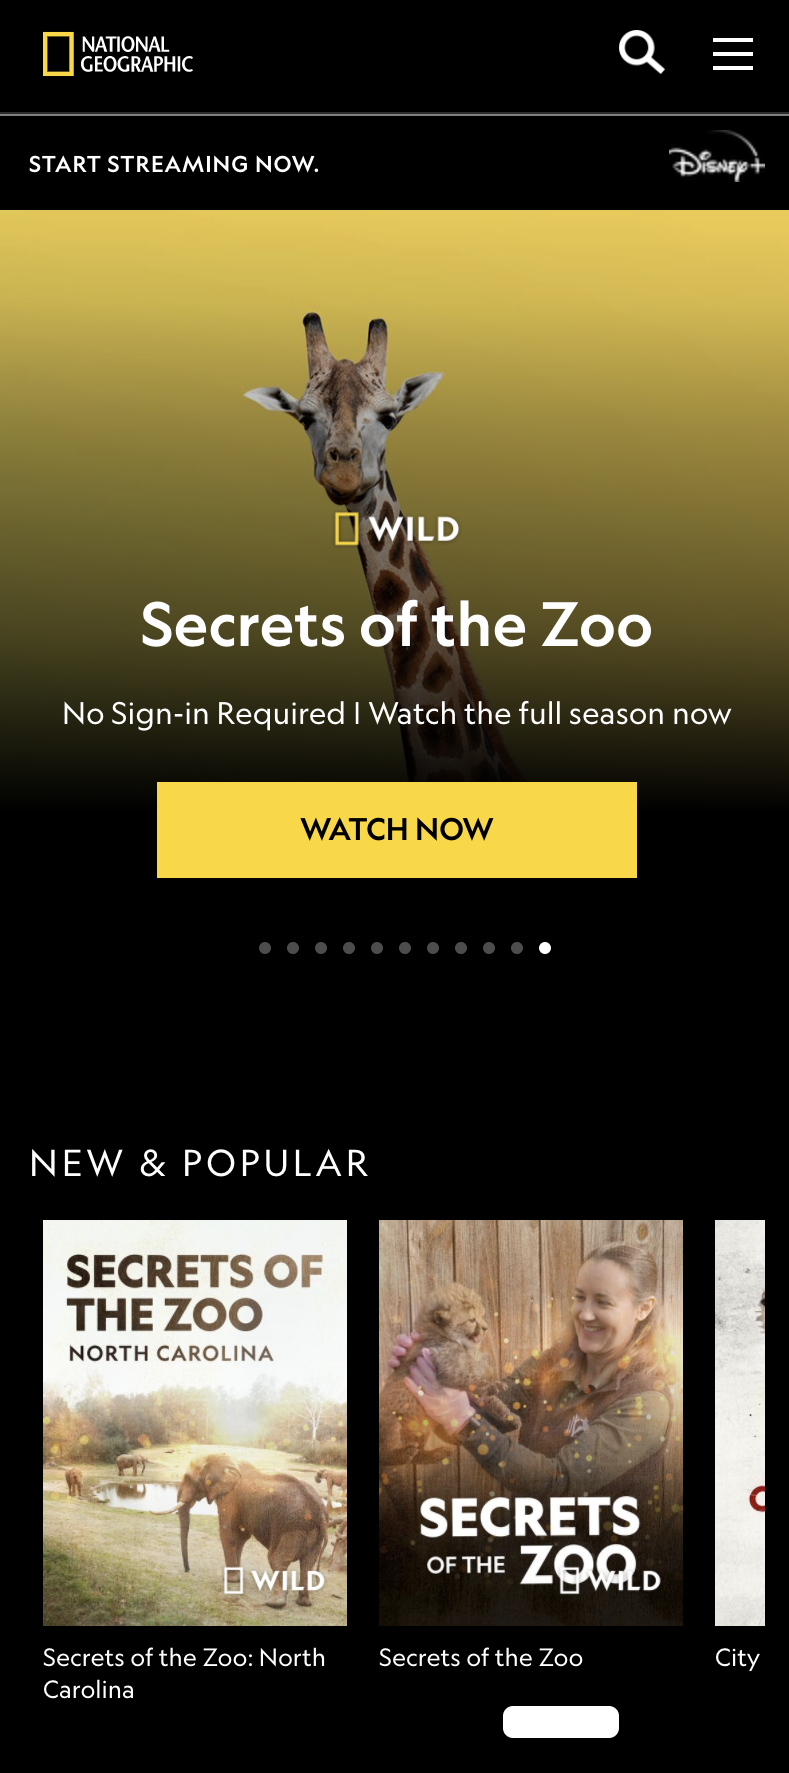 NATIONAL
GEOGRAPHIC
START STREAMING NOW.
Disney+
WILD
Secrets of the Zoo
No Sign-in Required | Watch the full season now
WATCH NOW
NEW & POPULAR
SECRETS OF
THE ZOO
NORTH CAROLINA
WILD
SECRETS
OF THE ZOO
WILD
Secrets of the Zoo: North
Carolina
Secrets of the Zoo
City